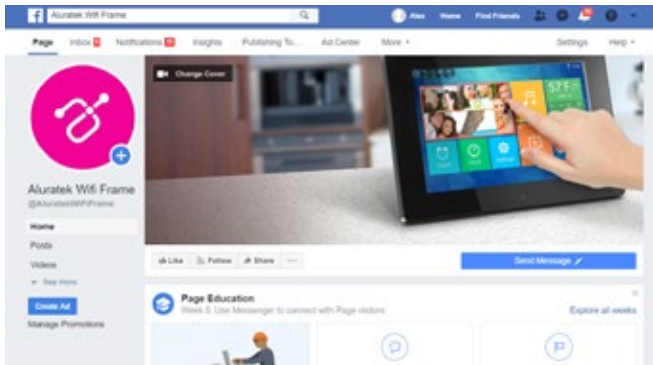 Aluratek Wifi Frame
Alex Home Find Friends
Page Inbox Notifications Insights Publishing To... Ad Center More Settings Help
Change Cover
57°F
Aluratek Wifi Frame
@AluratekWiFiFrame
Home
Posts
Videos
See more
Create Ad
Manage Promotions
Like Follow Share ...
Send Message
Page Education
Week 5: Use Messenger to connect with Page visitors
Explore all weeks